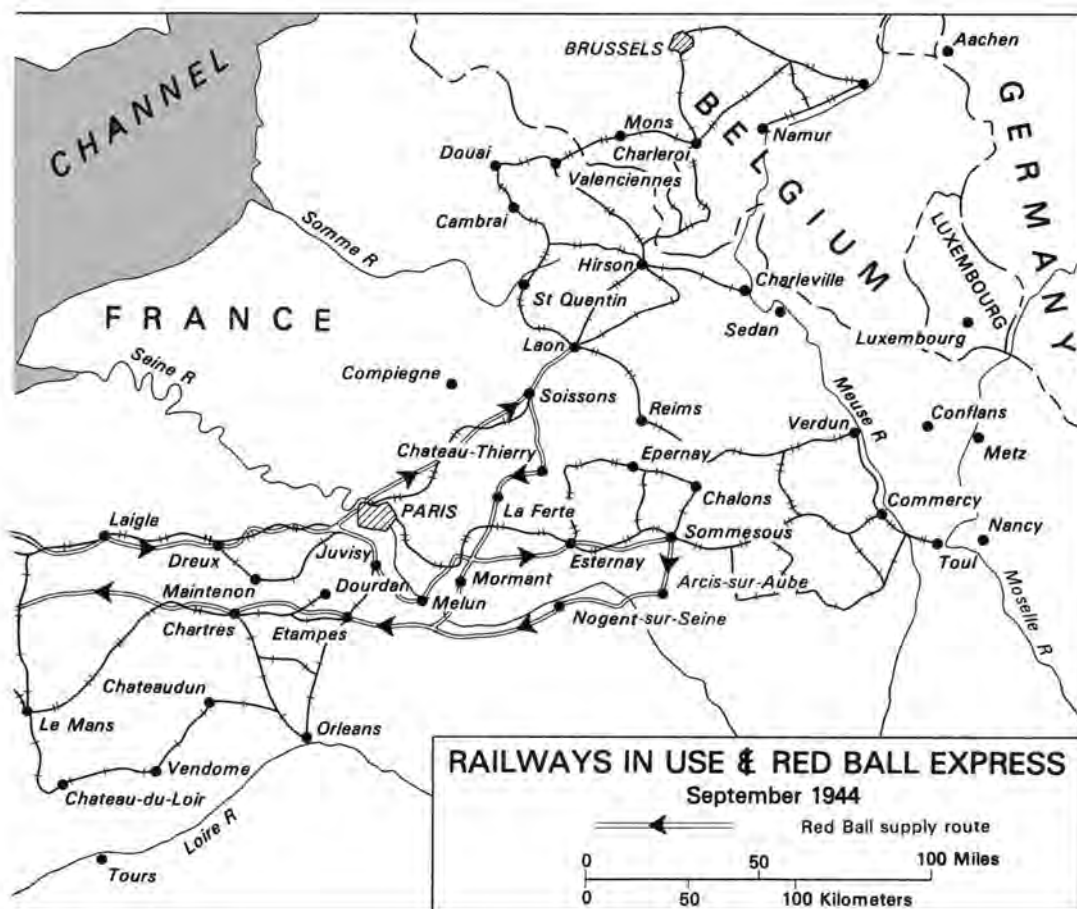 CHANNEL
BRUSSELS
Aachen
GERMANY
BELGIUM
Mons
Namur
Charleroi
Douai
Valenciennes
Cambrai
Somme R
LUXEMBOURG
Hirson
Charleville
St Quentin
Sedan
FRANCE
Luxembourg
Laon
Seine R
Compiegne
Soissons
Meuse R
Reims
Verdun
Conflans
Chateau-Thierry
Metz
Epernay
PARIS
La Ferte
Chalons
Commercy
Laigle
Sommesous
Nancy
Dreux
Juvisy
Esternay
Toul
Maintenon
Dourdan
Mormant
Arcis-sur-Aube
Melun
Chartres
Etampes
Nogent-sur-Seine
Moselle R
Chateaudun
Le Mans
Orleans
Vendome
Chateau-du-Loir
Loire R
Tours
RAILWAYS IN USE & RED BALL EXPRESS
September 1944
Red Ball supply route
0 50 100 Miles
0 50 100 Kilometers